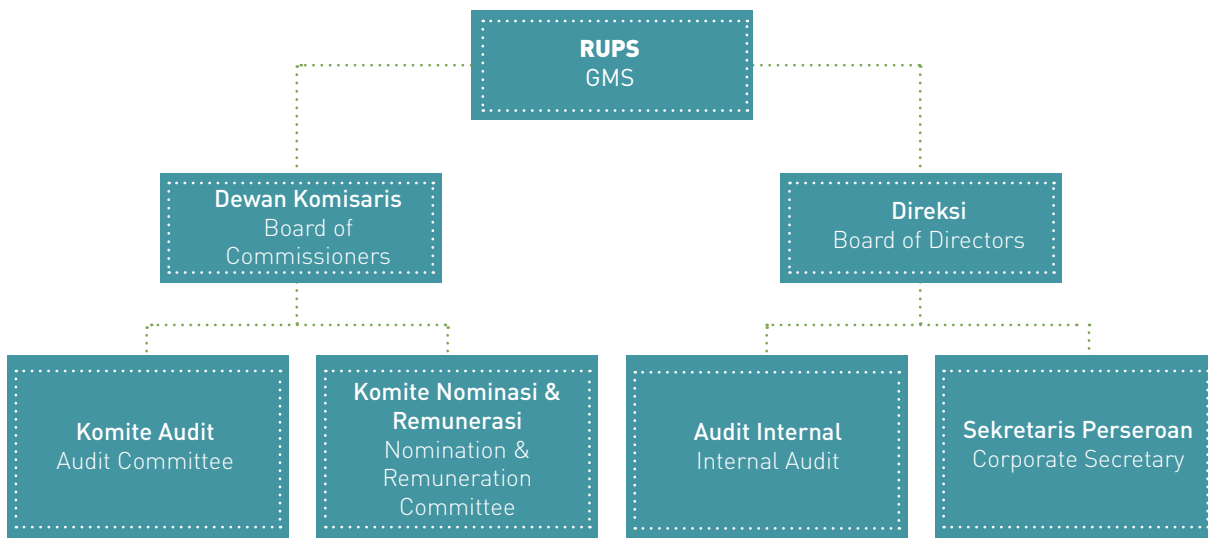 RUPS
GMS
Dewan Komisaris
Board of
Commissioners
Direksi
Board of Directors
Komite Audit
Audit Committee
Komite Nominasi &
Remunerasi
Nomination &
Remuneration
Committee
Audit Internal
Internal Audit
Sekretaris Perseroan
Corporate Secretary